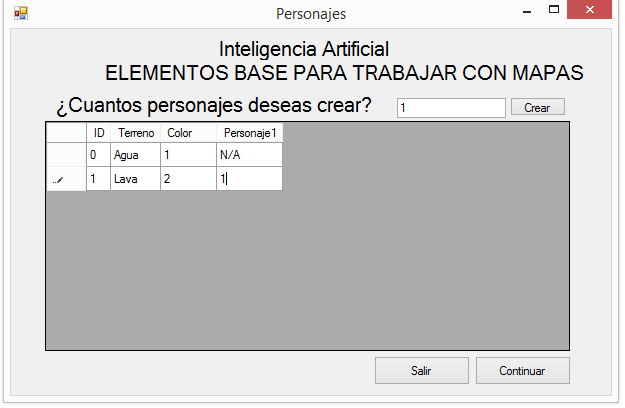 Personajes
Inteligencia Artificial
ELEMENTOS BASE PARA TRABAJAR CON MAPAS
¿Cuantos personajes deseas crear? 1 Crear
ID Terreno Color Personaje1
0 Agua 1 N/A
1 Lava 2 1
Salir Continuar